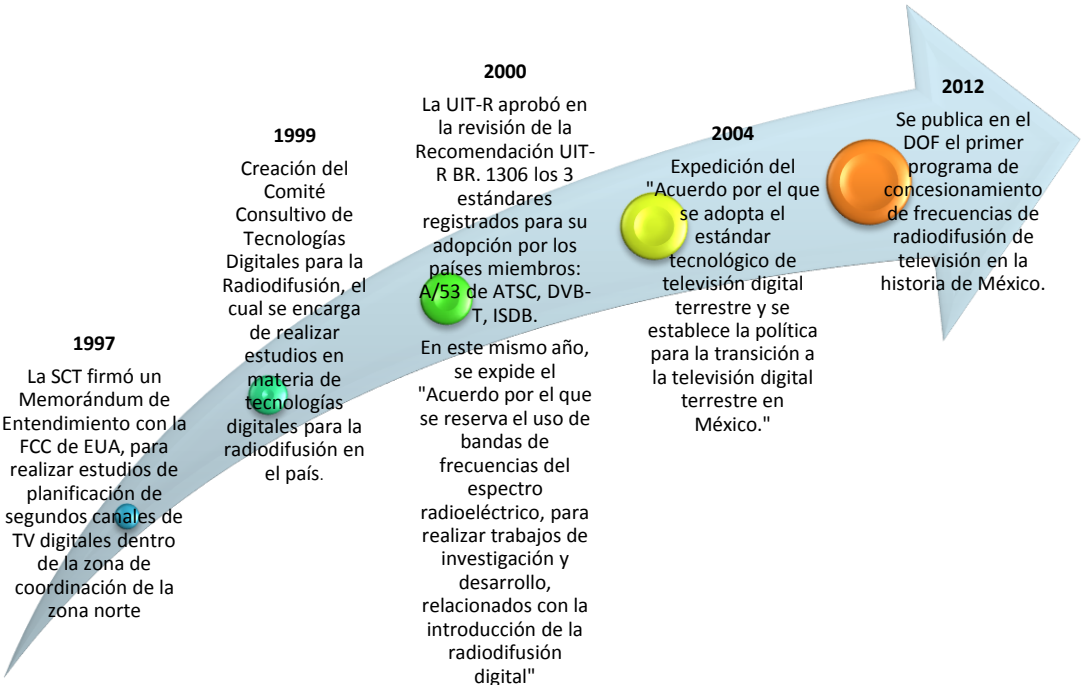 1997
La SCT firmó un
Memorándum de
Entendimiento con la
FCC de EUA, para
realizar estudios de
planificación de
segundos canales de
TV digitales dentro
de la zona de
coordinación de la
zona norte
1999
Creación del
Comité
Consultivo de
Tecnologías
Digitales para la
Radiodifusión, el
cual se encarga
de realizar
estudios en
materia de
tecnologías
digitales para la
radiodifusión en
el país.
2000
La UIT-R aprobó en
la revisión de la
Recomendación UIT-
R BR. 1306 los 3
estándares
registrados para su
adopción por los
países miembros:
A/53 de ATSC, DVB-
T, ISDB.
En este mismo año,
se expide el
"Acuerdo por el que
se reserva el uso de
bandas de
frecuencias del
espectro
radioeléctrico, para
realizar trabajos de
investigación y
desarrollo,
relacionados con la
introducción de la
radiodifusión
digital"
2004
Expedición del
"Acuerdo por el que
se adopta el
estándar
tecnológico de
televisión digital
terrestre y se
establece la política
para la transición a
la televisión digital
terrestre en
México."
2012
Se publica en el
DOF el primer
programa de
concesionamiento
de frecuencias de
radiodifusión de
televisión en la
historia de México.